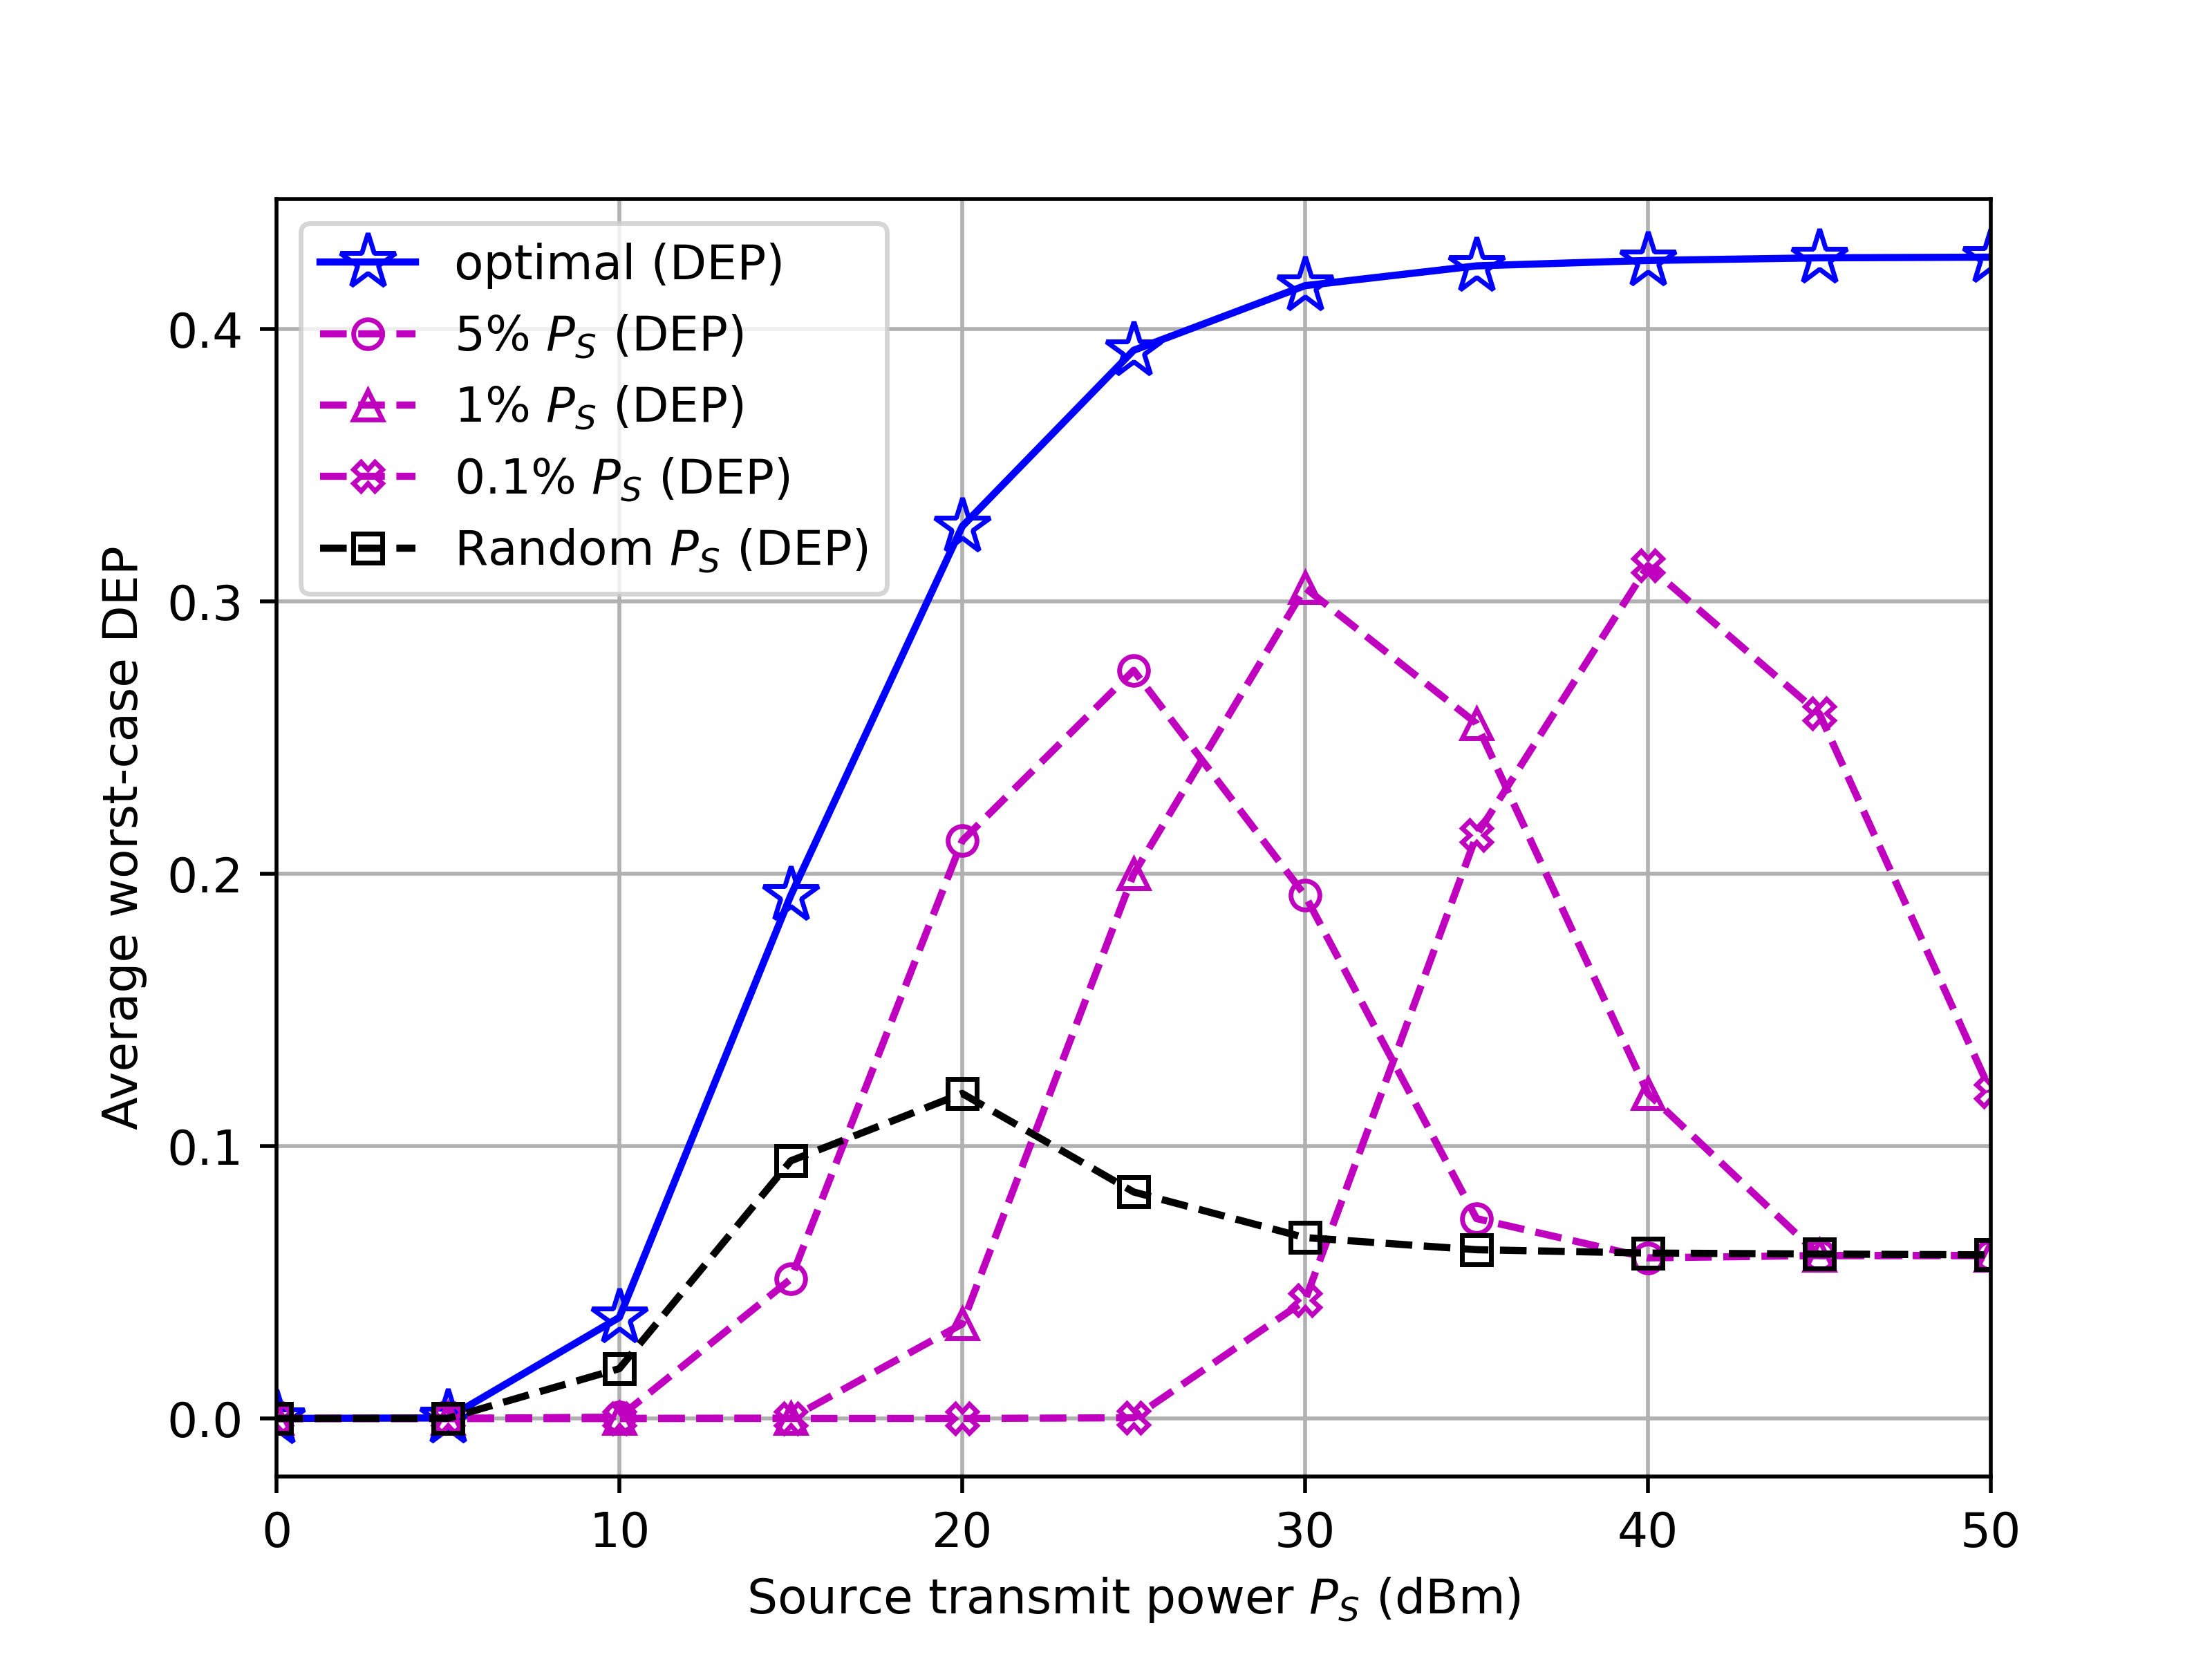 optimal (DEP)
5% P_S (DEP)
1% P_S (DEP)
0.1% P_S (DEP)
Random P_S (DEP)
Average worst-case DEP
0.4
0.3
0.2
0.1
0.0
0 10 20 30 40 50
Source transmit power P_S (dBm)